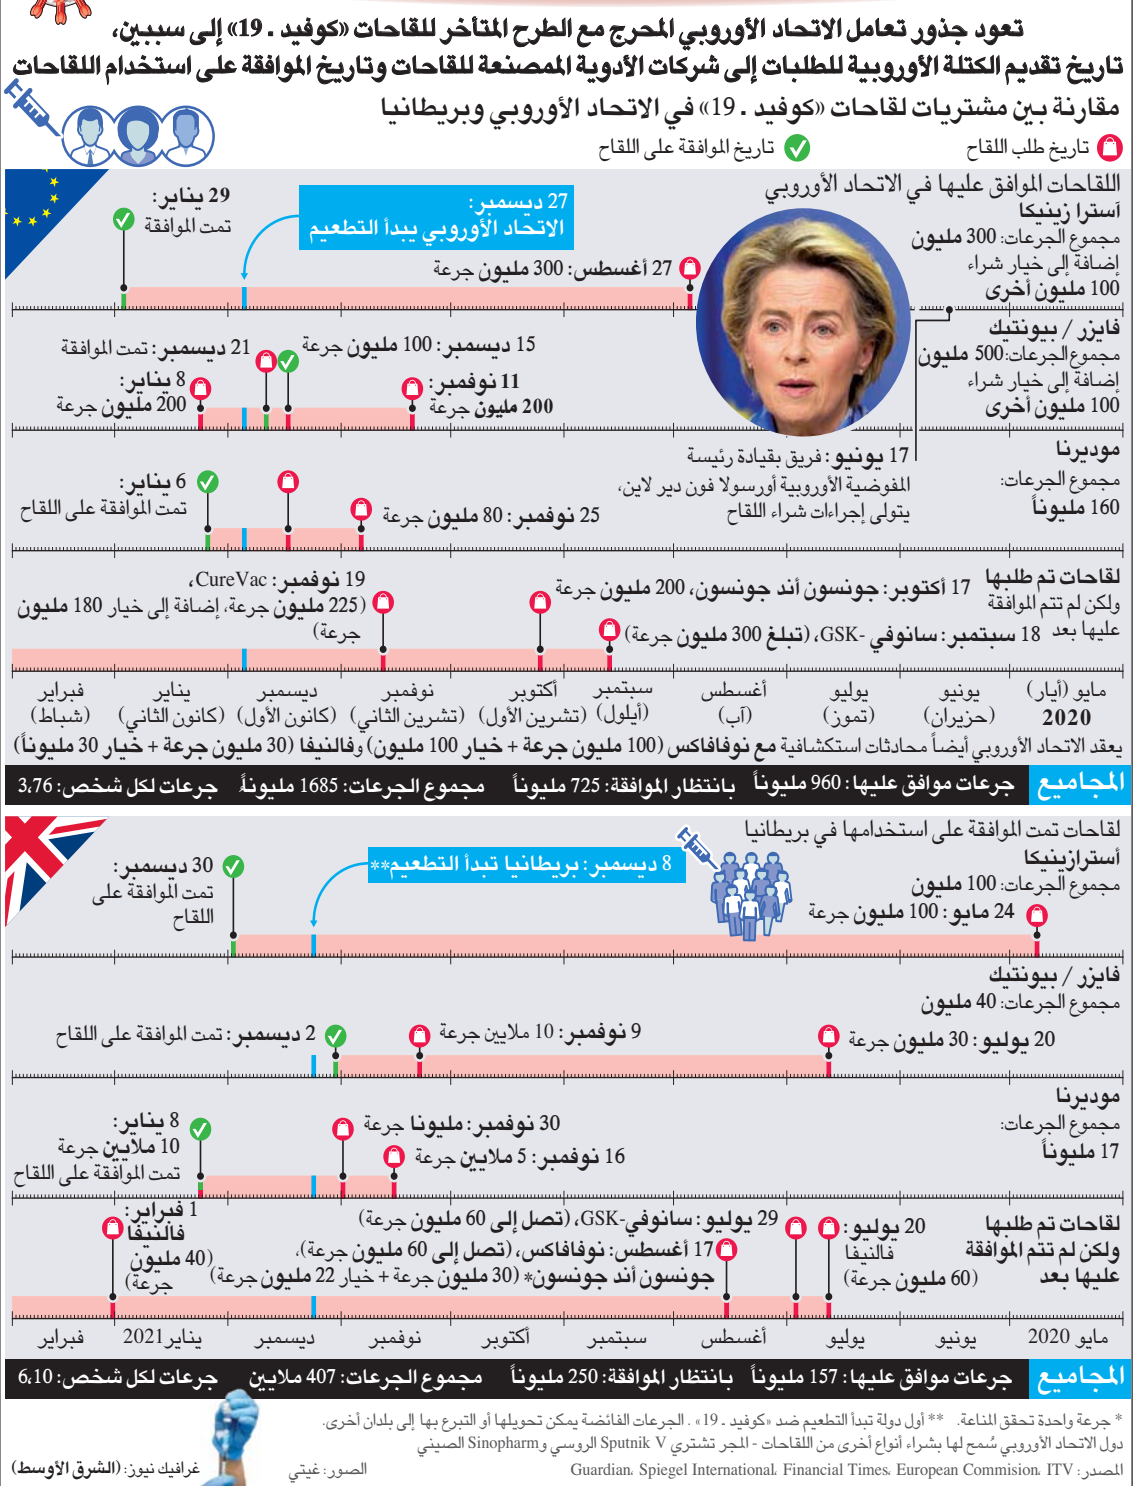 تعود جذور تعامل الاتحاد الأوروبي المحرج مع الطرح المتأخر للقاحات «كوفيد ـ 19» إلى سببين،
تاريخ تقديم الكتلة الأوروبية للطلبات إلى شركات الأدوية الممصنعة للقاحات وتاريخ الموافقة على استخدام اللقاحات
مقارنة بين مشتريات لقاحات «كوفيد ـ 19» في الاتحاد الأوروبي وبريطانيا
تاريخ طلب اللقاح
تاريخ الموافقة على اللقاح
اللقاحات الموافق عليها في الاتحاد الأوروبي
أسترا زينيكا
مجموع الجرعات: 300 مليون
إضافة إلى خيار شراء
100 مليون أخرى
27 أغسطس: 300 مليون جرعة
27 ديسمبر:
الاتحاد الأوروبي يبدأ التطعيم
29 يناير:
تمت الموافقة
فايزر / بيونتيك
مجموع الجرعات:500 مليون
إضافة إلى خيار شراء
100 مليون أخرى
11 نوفمبر:
200 مليون جرعة
15 ديسمبر: 100 مليون جرعة
21 ديسمبر: تمت الموافقة
8 يناير:
200 مليون جرعة
17 يونيو: فريق بقيادة رئيسة
المفوضية الأوروبية أورسولا فون دير لاين،
يتولى إجراءات شراء اللقاح
موديرنا
مجموع الجرعات:
160 مليوناً
25 نوفمبر: 80 مليون جرعة
6 يناير:
تمت الموافقة على اللقاح
لقاحات تم طلبها
ولكن لم تتم الموافقة
عليها بعد
17 أكتوبر: جونسون أند جونسون، 200 مليون جرعة
18 سبتمبر: سانوفي -GSK، (تبلغ 300 مليون جرعة)
19 نوفمبر: CureVac،
(225 مليون جرعة، إضافة إلى خيار 180 مليون
جرعة)
مايو (أيار) 2020
يونيو (حزيران)
يوليو (تموز)
أغسطس (آب)
سبتمبر (أيلول)
أكتوبر (تشرين الأول)
نوفمبر (تشرين الثاني)
ديسمبر (كانون الأول)
يناير (كانون الثاني)
فبراير (شباط)
يعقد الاتحاد الأوروبي أيضاً محادثات استكشافية مع نوفافاكس (100 مليون جرعة + خيار 100 مليون) وفالنيفا (30 مليون جرعة + خيار 30 مليوناً)
المجاميع جرعات موافق عليها: 960 مليوناً بانتظار الموافقة: 725 مليوناً مجموع الجرعات: 1685 مليوناً، جرعات لكل شخص: 3،76
لقاحات تمت الموافقة على استخدامها في بريطانيا
أسترازينيكا
مجموع الجرعات: 100 مليون
24 مايو: 100 مليون جرعة
8 ديسمبر: بريطانيا تبدأ التطعيم**
30 ديسمبر:
تمت الموافقة على
اللقاح
فايزر / بيونتيك
مجموع الجرعات: 40 مليون
20 يوليو: 30 مليون جرعة
9 نوفمبر: 10 ملايين جرعة
2 ديسمبر: تمت الموافقة على اللقاح
موديرنا
مجموع الجرعات:
17 مليوناً
30 نوفمبر: مليونا جرعة
16 نوفمبر: 5 ملايين جرعة
8 يناير:
10 ملايين جرعة
تمت الموافقة على اللقاح
لقاحات تم طلبها
ولكن لم تتم الموافقة
عليها بعد
20 يوليو:
فالنيفا
(60 مليون جرعة)
29 يوليو: سانوفي-GSK، (تصل إلى 60 مليون جرعة)
17 أغسطس: نوفافاكس، (تصل إلى 60 مليون جرعة)،
جونسون أند جونسون* (30 مليون جرعة + خيار 22 مليون جرعة)
1 فبراير:
فالنيفا
(40 مليون
جرعة)
مايو 2020
يونيو
يوليو
أغسطس
سبتمبر
أكتوبر
نوفمبر
ديسمبر
يناير 2021
فبراير
المجاميع جرعات موافق عليها: 157 مليوناً بانتظار الموافقة: 250 مليوناً مجموع الجرعات: 407 ملايين جرعات لكل شخص: 6،10
* جرعة واحدة تحقق المناعة. ** أول دولة تبدأ التطعيم ضد «كوفيد ـ 19» . الجرعات الفائضة يمكن تحويلها أو التبرع بها إلى بلدان أخرى.
دول الاتحاد الأوروبي سُمح لها بشراء أنواع أخرى من اللقاحات - المجر تشتري Sputnik V الروسي وSinopharm الصيني
المصدر: Guardian، Spiegel International، Financial Times، European Commision، ITV
الصور: غيتي
غرافيك نيوز: (الشرق الأوسط)